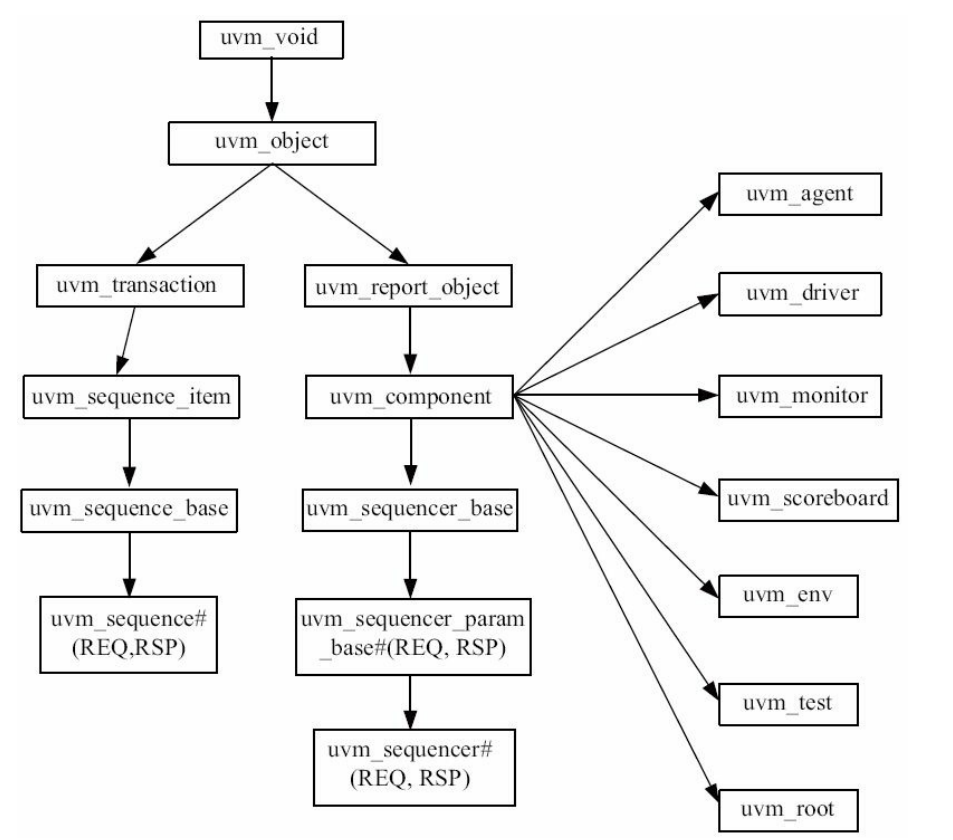 uvm_void
uvm_object
uvm_transaction
uvm_report_object
uvm_sequence_item
uvm_component
uvm_sequence_base
uvm_sequencer_base
uvm_sequence#
(REQ,RSP)
uvm_sequencer_param
_base#(REQ, RSP)
uvm_sequencer#
(REQ, RSP)
uvm_agent
uvm_driver
uvm_monitor
uvm_scoreboard
uvm_env
uvm_test
uvm_root